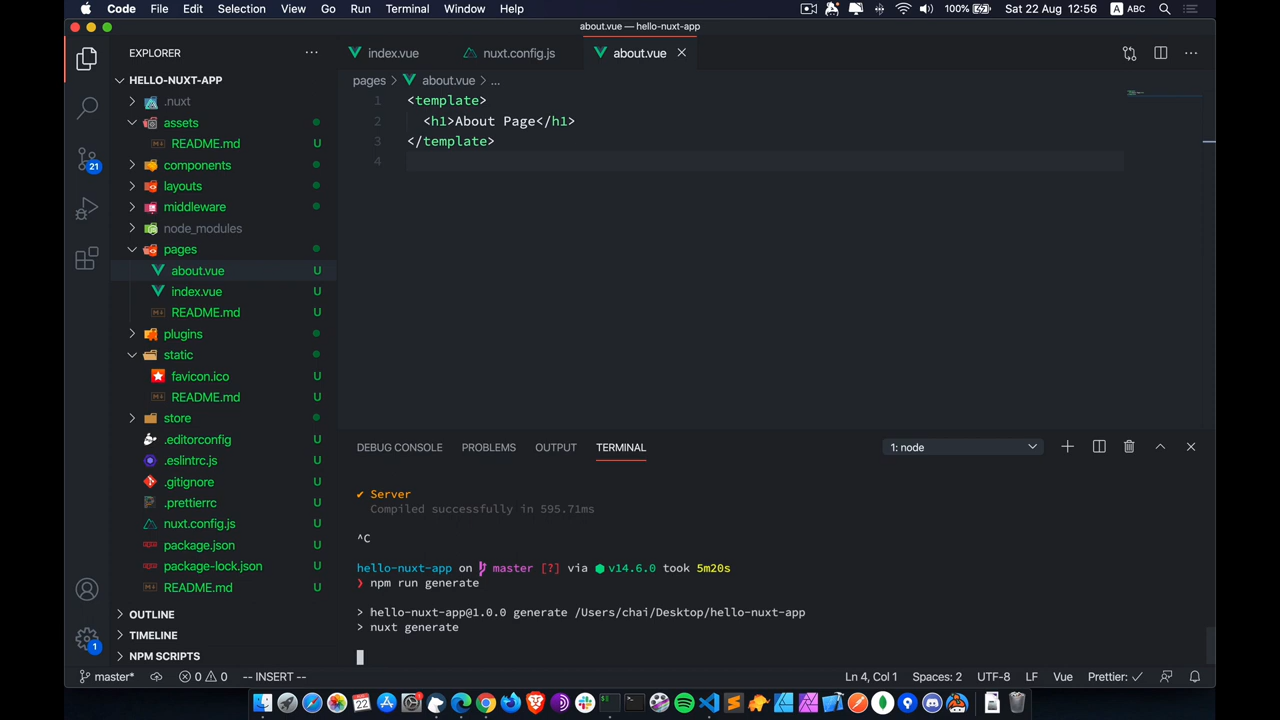 Code File Edit Selection View Go Run Terminal Window Help 100% Sat 22 Aug 12:56 A ABC
about.vue — hello-nuxt-app
EXPLORER
index.vue nuxt.config.js about.vue
HELLO-NUXT-APP
pages about.vue ...
.nuxt
assets
README.md U
components
layouts
middleware
node_modules
pages
about.vue U
index.vue U
README.md U
plugins
static
favicon.ico U
README.md U
store
.editorconfig U
.eslintrc.js U
.gitignore U
.prettierrc U
nuxt.config.js U
package.json U
package-lock.json U
README.md U
OUTLINE
TIMELINE
NPM SCRIPTS
21
1
1 <template>
2 <h1>About Page</h1>
3 </template>
4
DEBUG CONSOLE PROBLEMS OUTPUT TERMINAL 1: node
✔ Server
Compiled successfully in 595.71ms
^C
hello-nuxt-app on master [?] via v14.6.0 took 5m20s
❯ npm run generate
> hello-nuxt-app@1.0.0 generate /Users/chai/Desktop/hello-nuxt-app
> nuxt generate
master* 0 0 -- INSERT -- Ln 4, Col 1 Spaces: 2 UTF-8 LF Vue Prettier: ✓
22